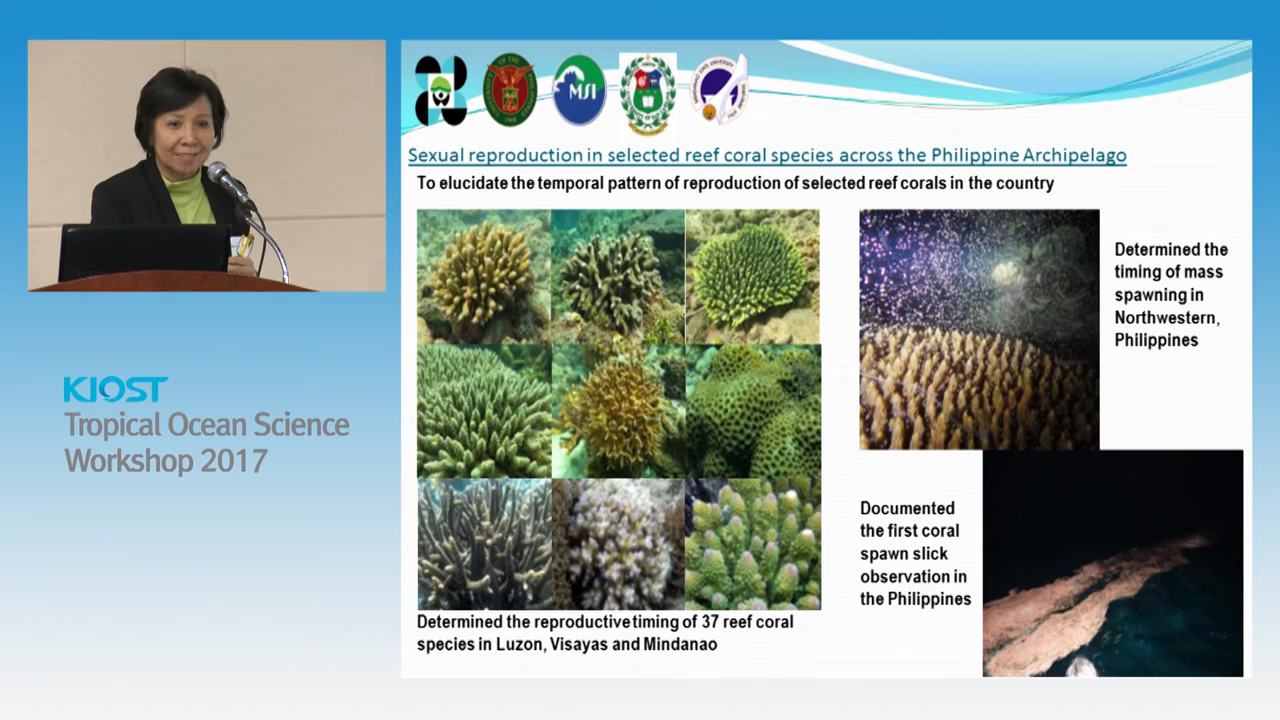 MSI
Sexual reproduction in selected reef coral species across the Philippine Archipelago
To elucidate the temporal pattern of reproduction of selected reef corals in the country
Determined the
timing of mass
spawning in
Northwestern,
Philippines
KIOST
Tropical Ocean Science
Workshop 2017
Documented
the first coral
spawn slick
observation in
the Philippines
Determined the reproductive timing of 37 reef coral
species in Luzon, Visayas and Mindanao